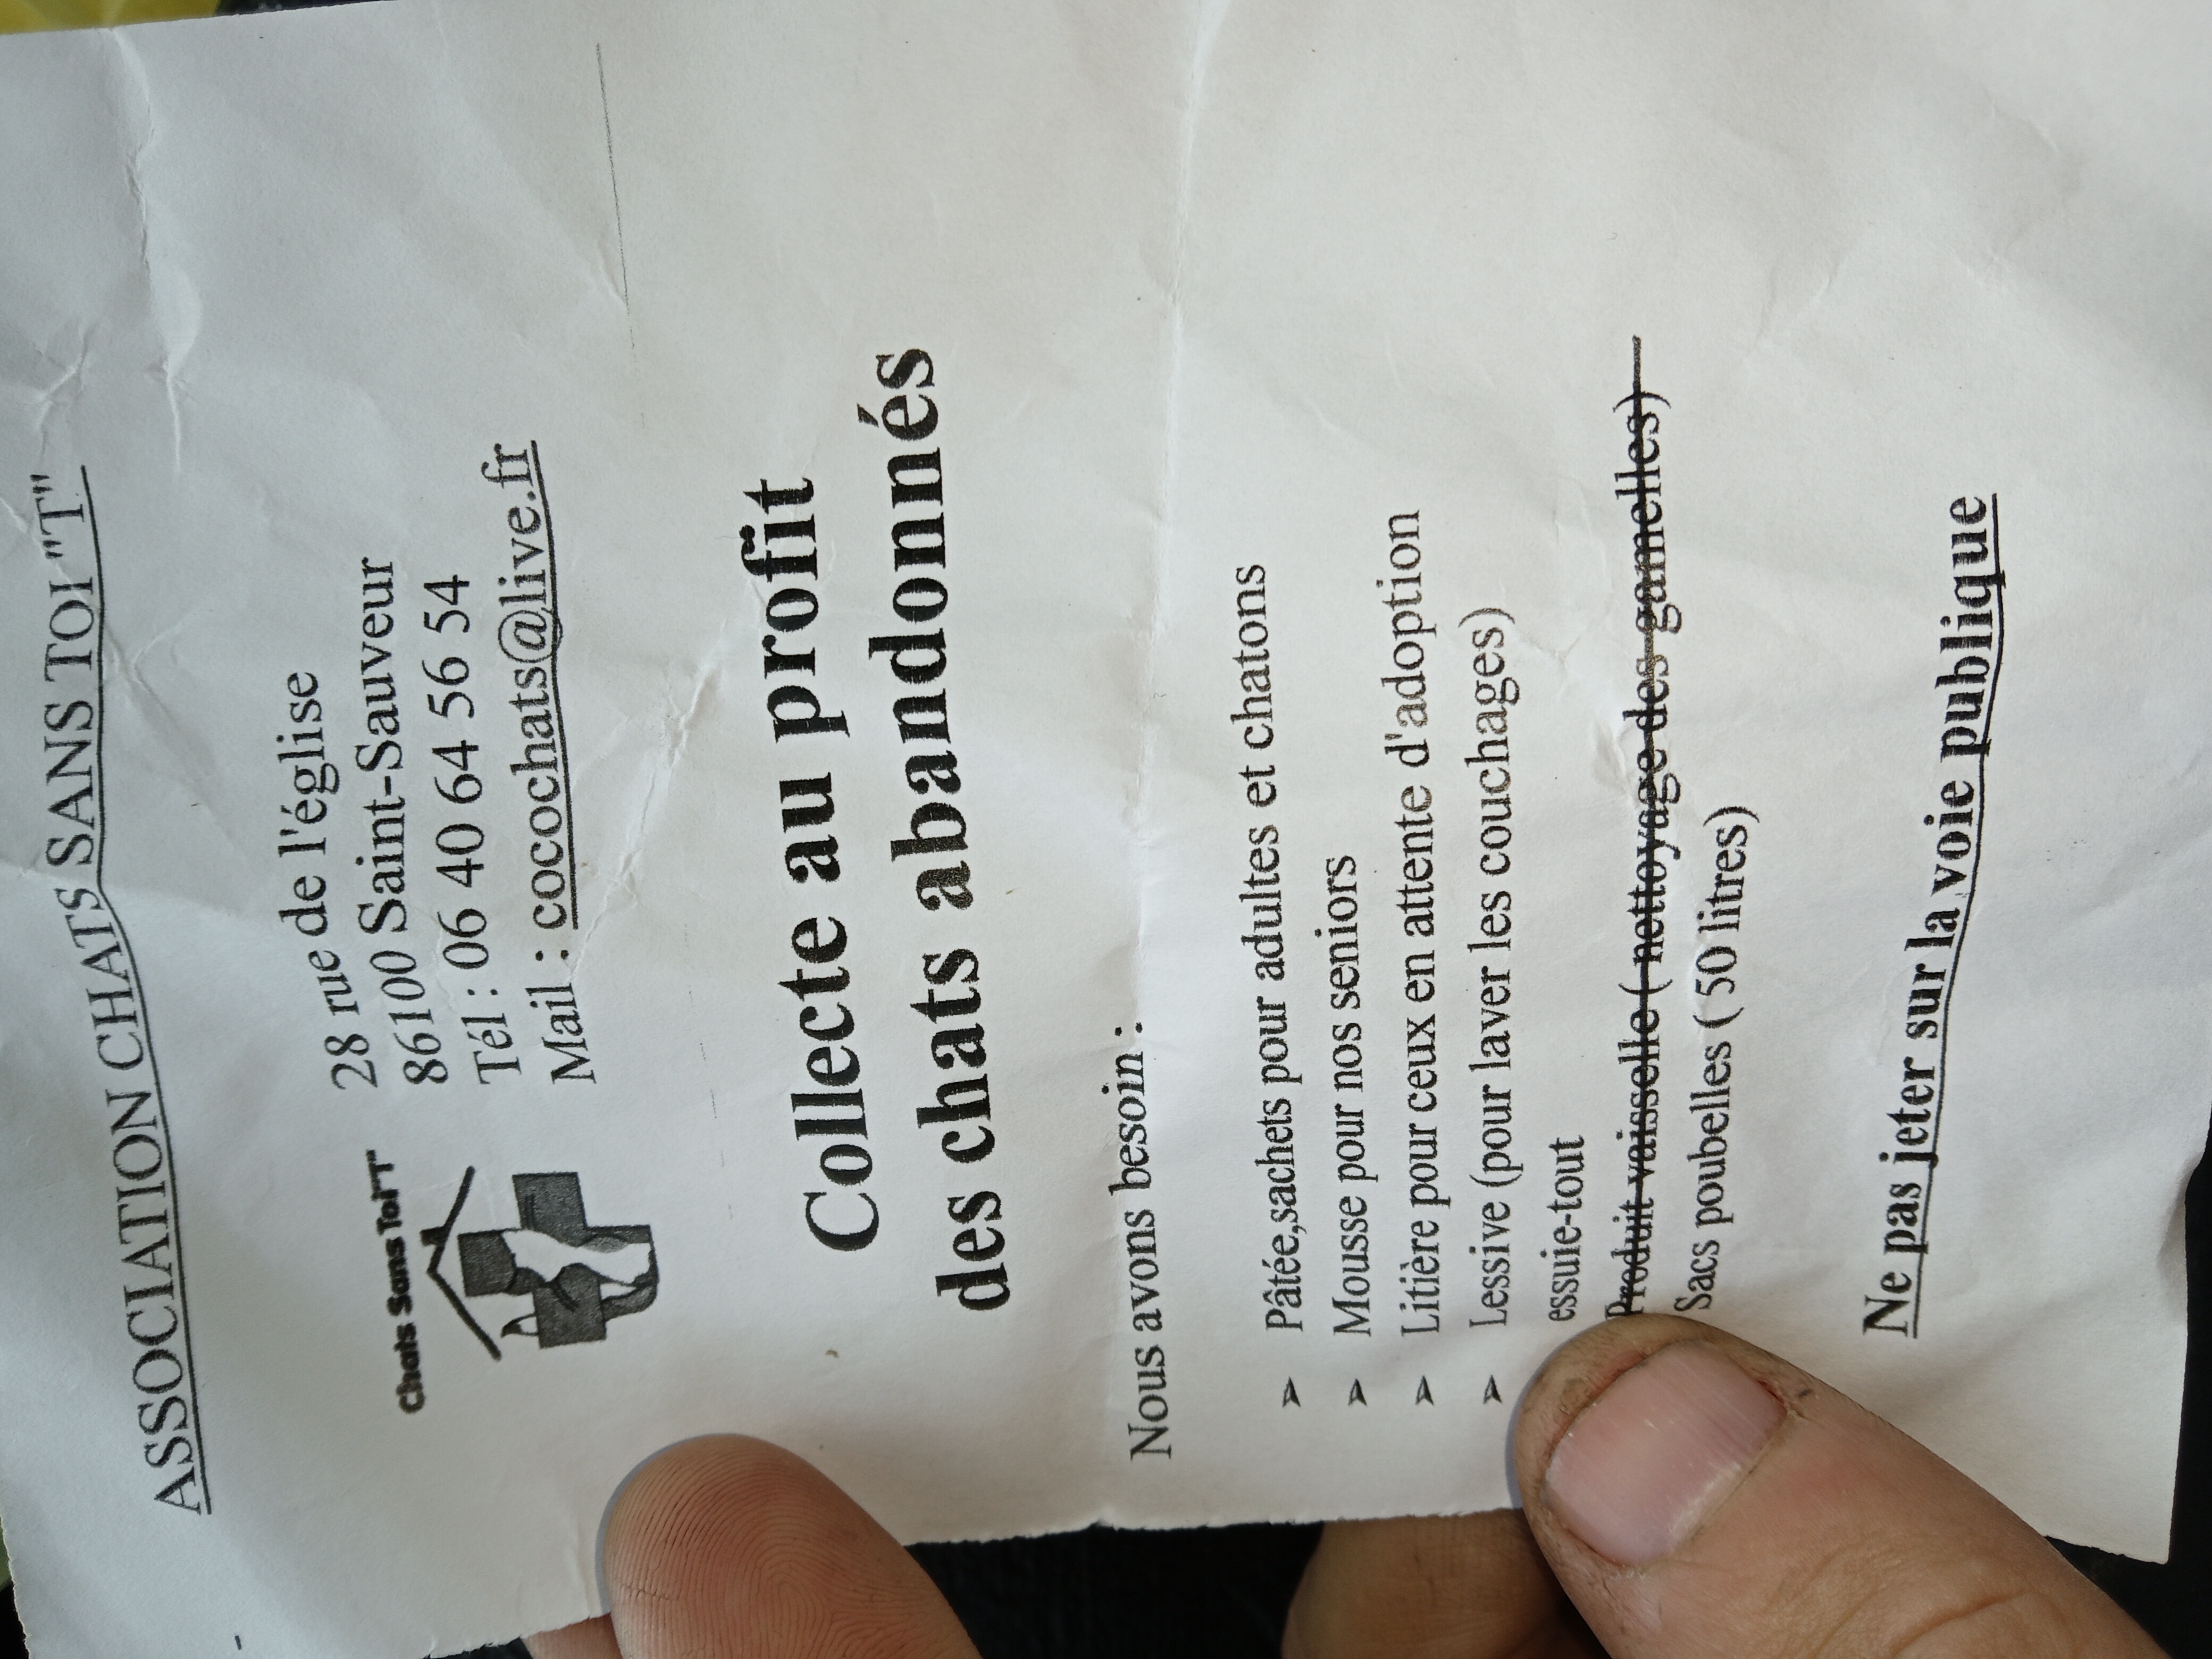 ASSOCIATION CHATS SANS TOI "T"
Chats Sans Toi"T"
28 rue de l'église
86100 Saint-Sauveur
Tél : 06 40 64 56 54
Mail : cocochats@live.fr
Collecte au profit
des chats abandonnés
Nous avons besoin :
➢ Pâtée,sachets pour adultes et chatons
➢ Mousse pour nos seniors
➢ Litière pour ceux en attente d'adoption
➢ Lessive (pour laver les couchages)
essuie-tout
Produit vaisselle ( nettoyage des gamelles)
Sacs poubelles ( 50 litres)
Ne pas jeter sur la voie publique